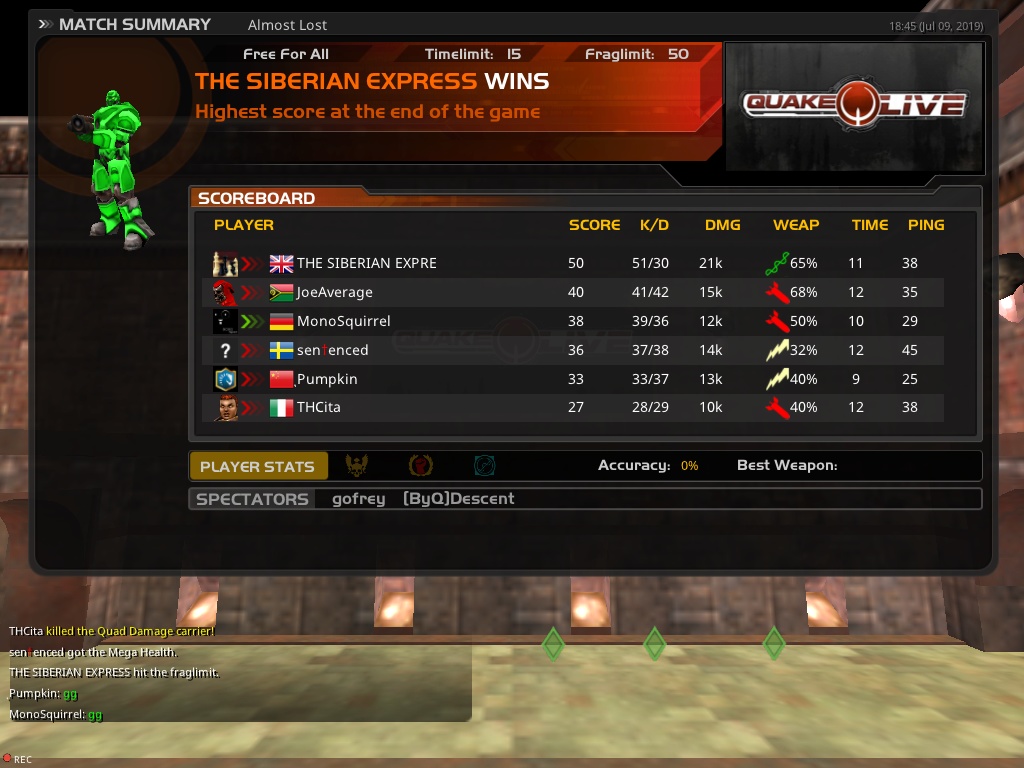 MATCH SUMMARY Almost Lost 18:45 (Jul 09, 2019)
Free For All Timelimit: 15 Fraglimit: 50
THE SIBERIAN EXPRESS WINS
Highest score at the end of the game
QUAKE LIVE
SCOREBOARD
PLAYER SCORE K/D DMG WEAP TIME PING
THE SIBERIAN EXPRE 50 51/30 21k 65% 11 38
JoeAverage 40 41/42 15k 68% 12 35
MonoSquirrel 38 39/36 12k 50% 10 29
? sen†enced 36 37/38 14k 32% 12 45
Pumpkin 33 33/37 13k 40% 9 25
THCita 27 28/29 10k 40% 12 38
QUAKE LIVE
PLAYER STATS Accuracy: 0% Best Weapon:
SPECTATORS gofrey [ByQ]Descent
THCita killed the Quad Damage carrier!
sen†enced got the Mega Health.
THE SIBERIAN EXPRESS hit the fraglimit.
Pumpkin: gg
MonoSquirrel: gg
REC